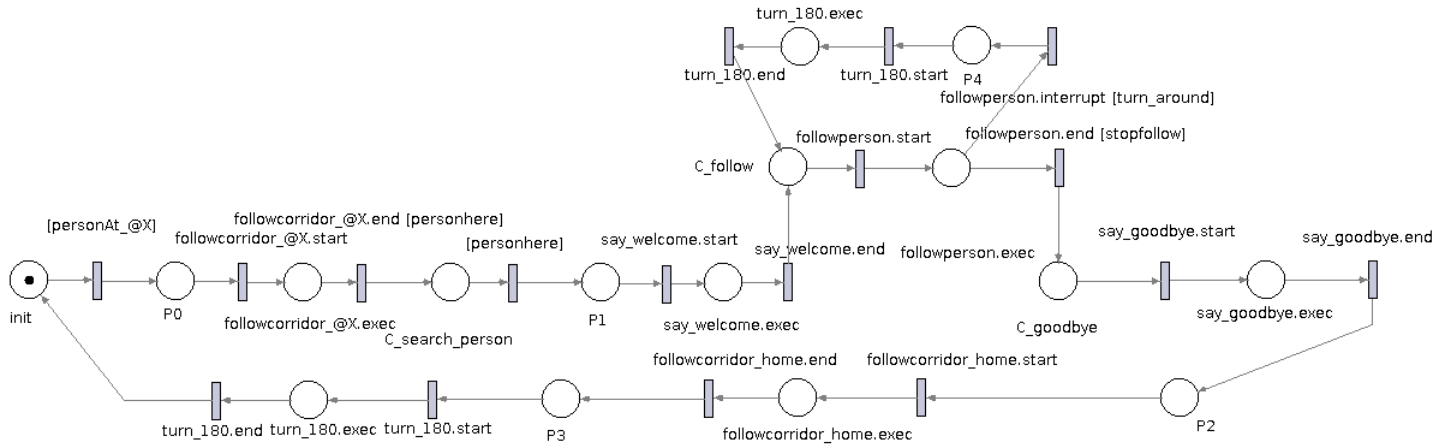 turn_180.exec
turn_180.end
turn_180.start
P4
followperson.interrupt [turn_around]
followperson.start
followperson.end [stopfollow]
C_follow
[personAt_@X]
followcorridor_@X.end [personhere]
followcorridor_@X.start
[personhere]
say_welcome.start
say_welcome.end
followperson.exec
say_goodbye.start
say_goodbye.end
init
P0
followcorridor_@X.exec
C_search_person
P1
say_welcome.exec
C_goodbye
say_goodbye.exec
followcorridor_home.end
followcorridor_home.start
turn_180.end
turn_180.exec
turn_180.start
P3
followcorridor_home.exec
P2